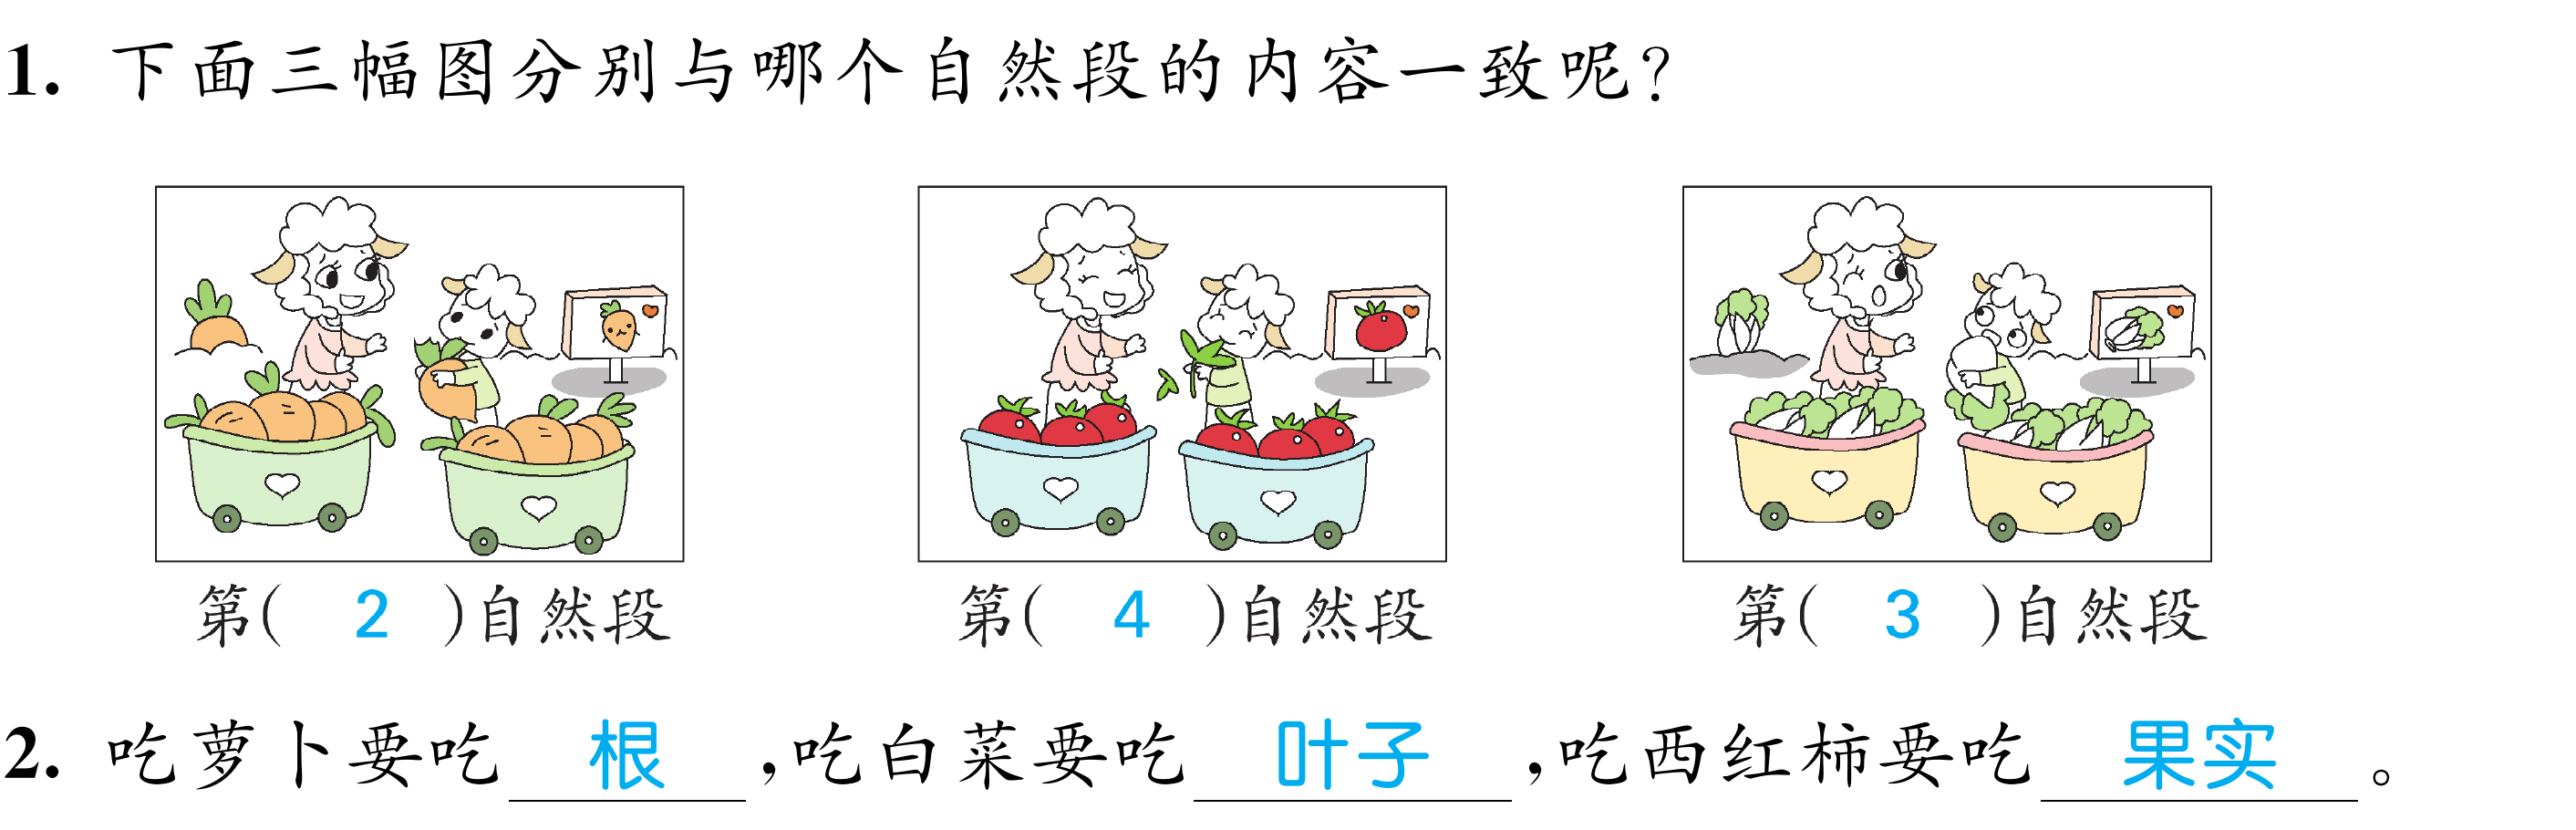 1. 下面三幅图分别与哪个自然段的内容一致呢？
第( 2 )自然段 第( 4 )自然段 第( 3 )自然段
2. 吃萝卜要吃 根 ,吃白菜要吃 叶子 ,吃西红柿要吃 果实 。